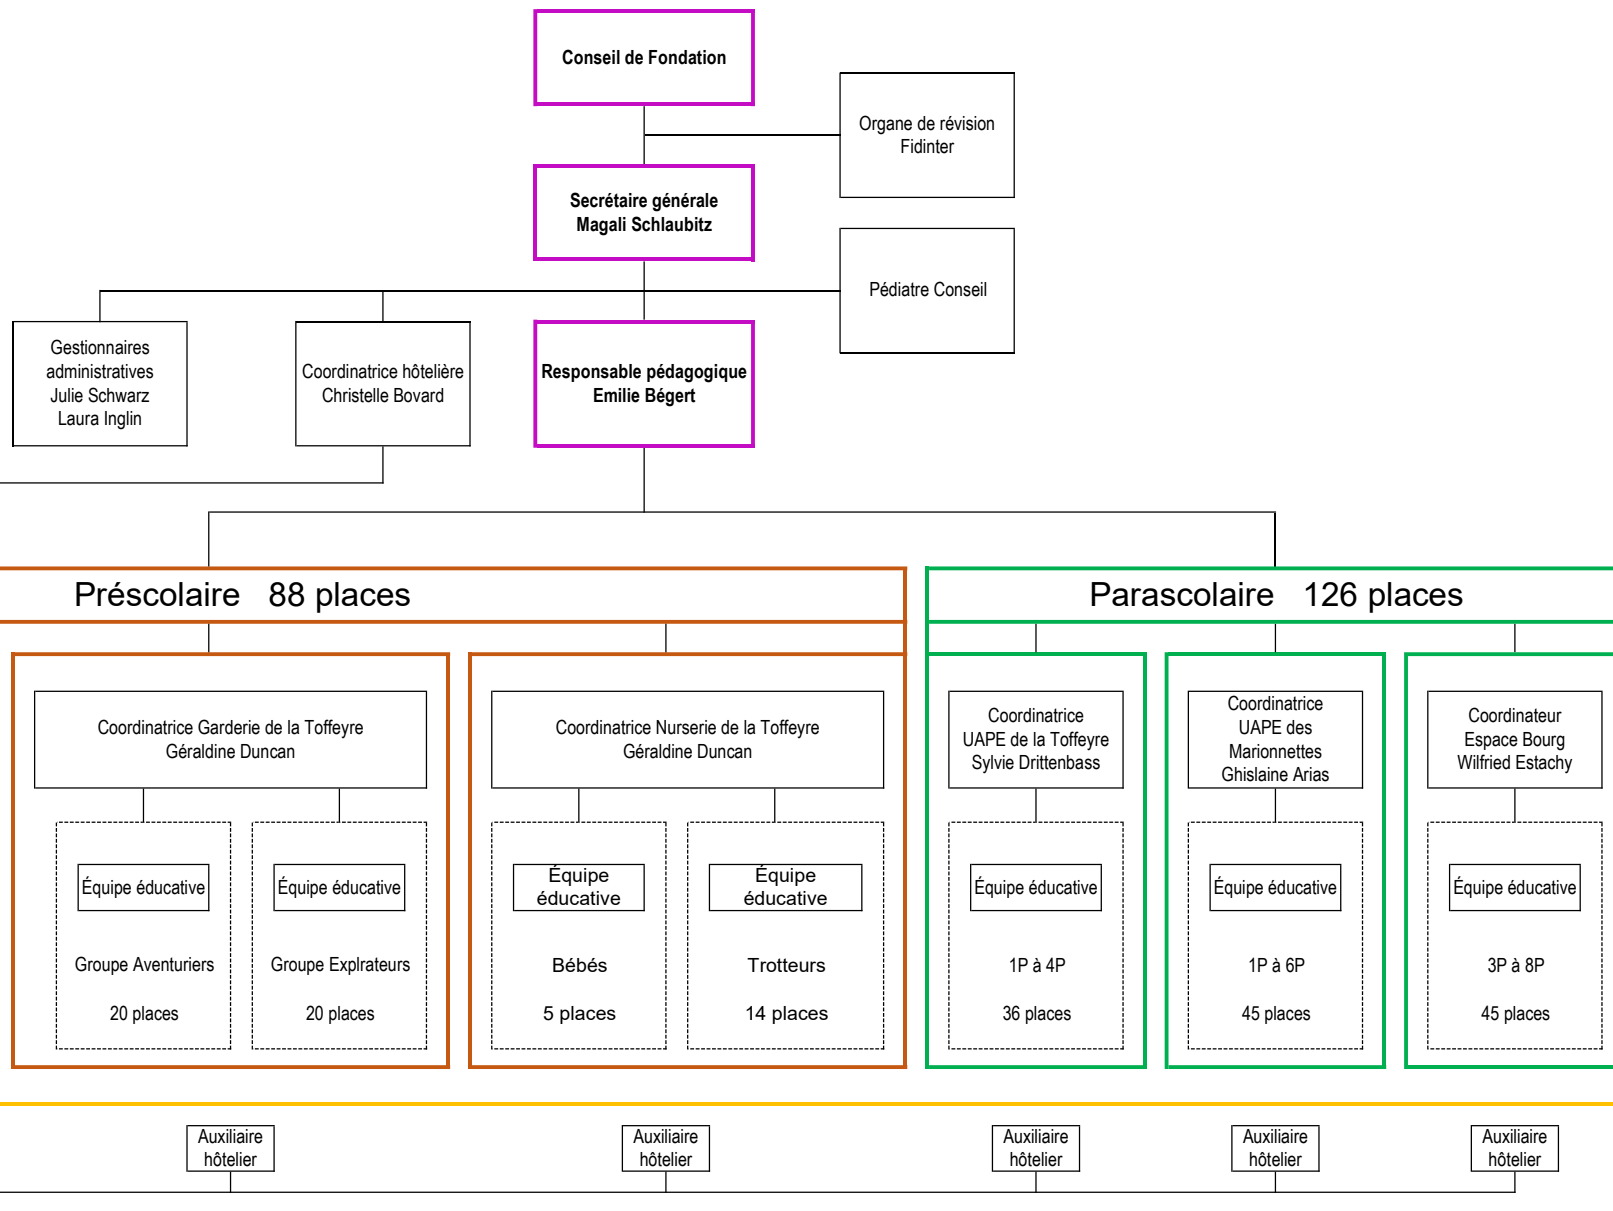 Conseil de Fondation
Organe de révision
Fidinter
Secrétaire générale
Magali Schlaubitz
Pédiatre Conseil
Gestionnaires
administratives
Julie Schwarz
Laura Inglin
Coordinatrice hôtelière
Christelle Bovard
Responsable pédagogique
Emilie Bégert
Préscolaire 88 places
Parascolaire 126 places
Coordinatrice Garderie de la Toffeyre
Géraldine Duncan
Coordinatrice Nurserie de la Toffeyre
Géraldine Duncan
Coordinatrice
UAPE de la Toffeyre
Sylvie Drittenbass
Coordinatrice
UAPE des
Marionnettes
Ghislaine Arias
Coordinateur
Espace Bourg
Wilfried Estachy
Équipe éducative
Groupe Aventuriers
20 places
Équipe éducative
Groupe Explrateurs
20 places
Équipe
éducative
Bébés
5 places
Équipe
éducative
Trotteurs
14 places
Équipe éducative
1P à 4P
36 places
Équipe éducative
1P à 6P
45 places
Équipe éducative
3P à 8P
45 places
Auxiliaire
hôtelier
Auxiliaire
hôtelier
Auxiliaire
hôtelier
Auxiliaire
hôtelier
Auxiliaire
hôtelier